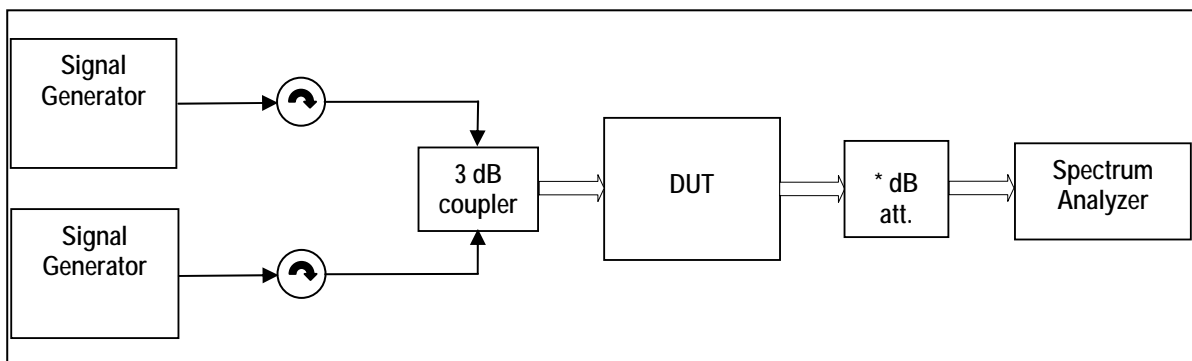 Signal
Generator
3 dB
coupler
DUT
* dB
att.
Spectrum
Analyzer
Signal
Generator